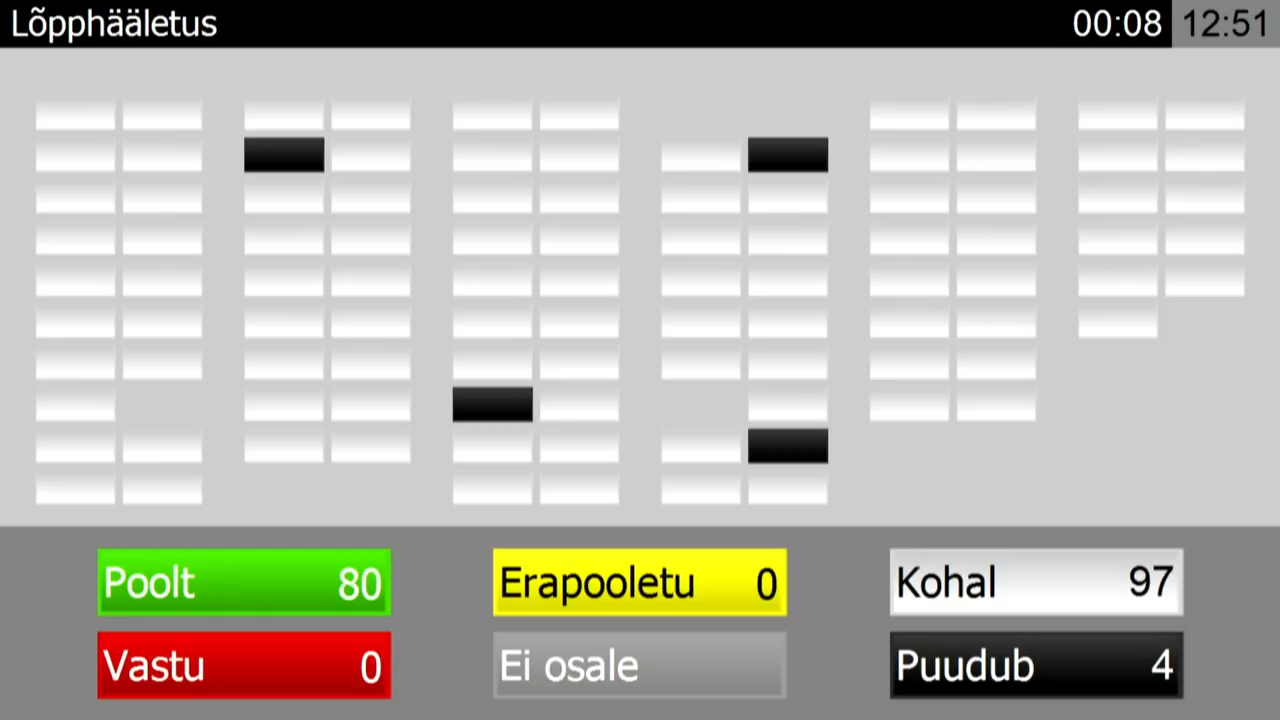 Lõpphääletus 00:08 12:51
Poolt 80 Erapooletu 0 Kohal 97
Vastu 0 Ei osale Puudub 4